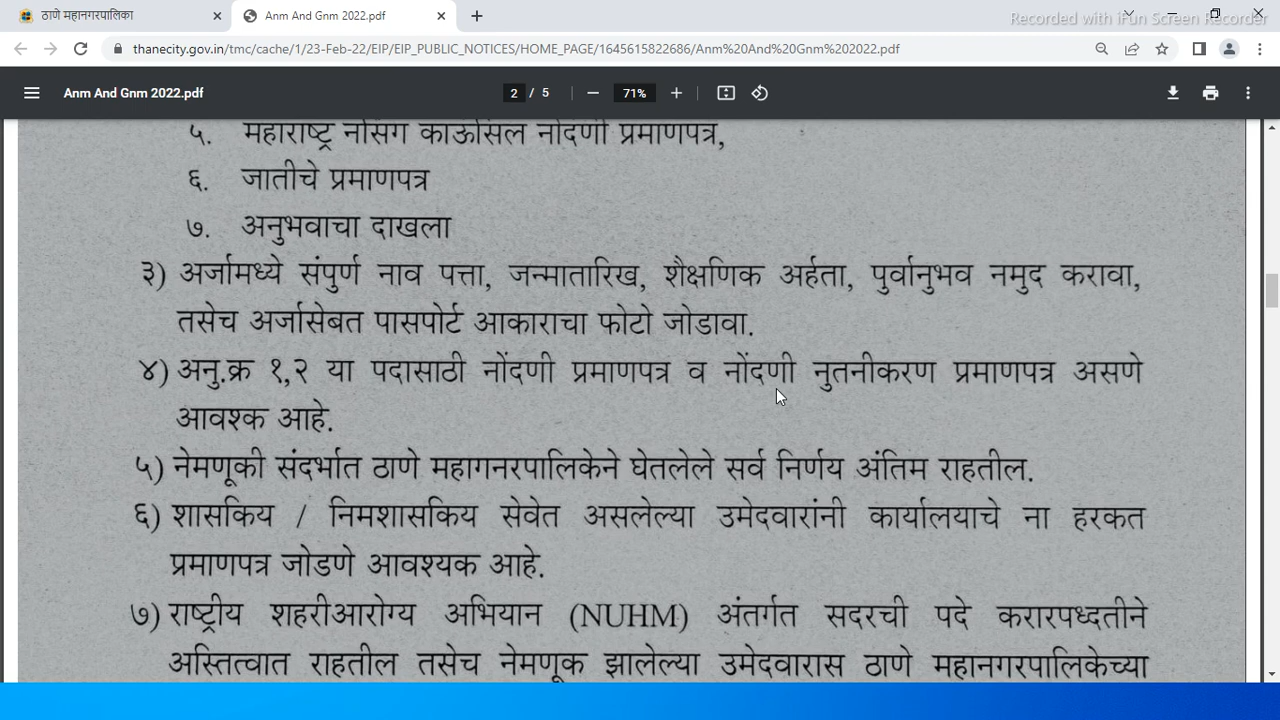 ठाणे महानगरपालिका
Anm And Gnm 2022.pdf
Recorded with iFun Screen Recorder
thanecity.gov.in/tmc/cache/1/23-Feb-22/EIP/EIP_PUBLIC_NOTICES/HOME_PAGE/1645615822686/Anm%20And%20Gnm%202022.pdf
Anm And Gnm 2022.pdf
2 / 5
71%
५. महाराष्ट्र नर्सिंग काऊंसिल नोंदणी प्रमाणपत्र,
६. जातीचे प्रमाणपत्र
७. अनुभवाचा दाखला
३) अर्जामध्ये संपुर्ण नाव पत्ता, जन्मातारिख, शैक्षणिक अर्हता, पुर्वानुभव नमुद करावा,
तसेच अर्जासेबत पासपोर्ट आकाराचा फोटो जोडावा.
४) अनु.क्र १,२ या पदासाठी नोंदणी प्रमाणपत्र व नोंदणी नुतनीकरण प्रमाणपत्र असणे
आवश्क आहे.
५) नेमणूकी संदर्भात ठाणे महागनरपालिकेने घेतलेले सर्व निर्णय अंतिम राहतील.
६) शासकिय / निमशासकिय सेवेत असलेल्या उमेदवारांनी कार्यालयाचे ना हरकत
प्रमाणपत्र जोडणे आवश्यक आहे.
७) राष्ट्रीय शहरीआरोग्य अभियान (NUHM) अंतर्गत सदरची पदे करारपध्दतीने
अस्तित्वात राहतील तसेच नेमणूक झालेल्या उमेदवारास ठाणे महानगरपालिकेच्या